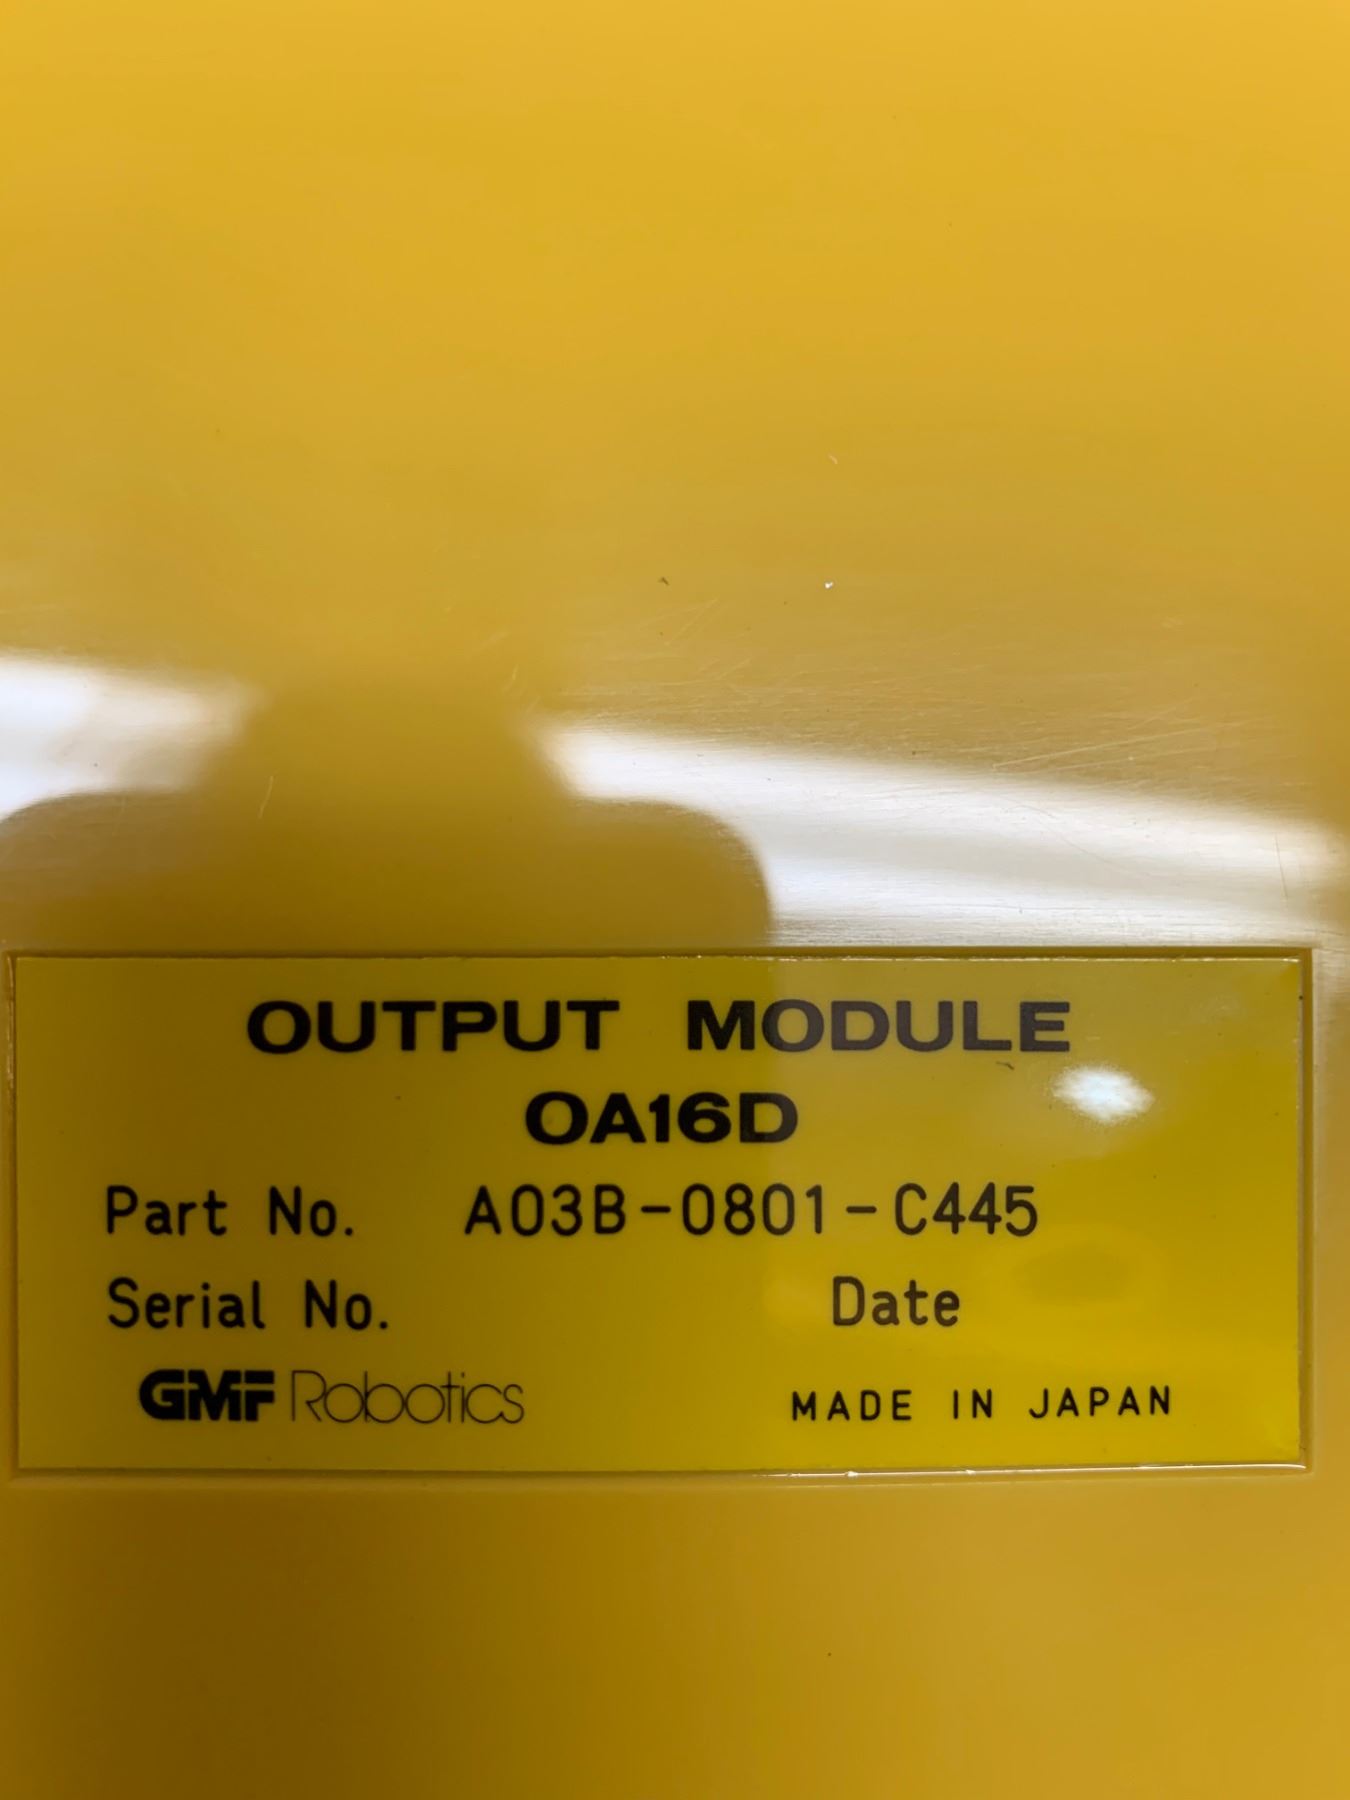 OUTPUT MODULE
OA16D
Part No. A03B-0801-C445
Serial No. Date
GMF Robotics MADE IN JAPAN